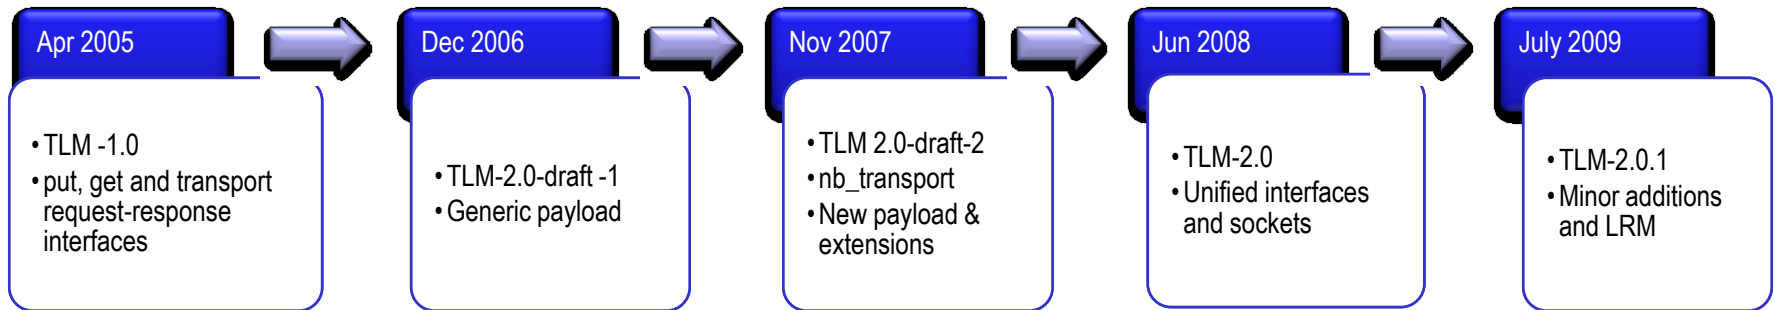 Apr 2005
• TLM -1.0
• put, get and transport
request-response
interfaces
Dec 2006
• TLM-2.0-draft -1
• Generic payload
Nov 2007
• TLM 2.0-draft-2
• nb_transport
• New payload &
extensions
Jun 2008
• TLM-2.0
• Unified interfaces
and sockets
July 2009
• TLM-2.0.1
• Minor additions
and LRM